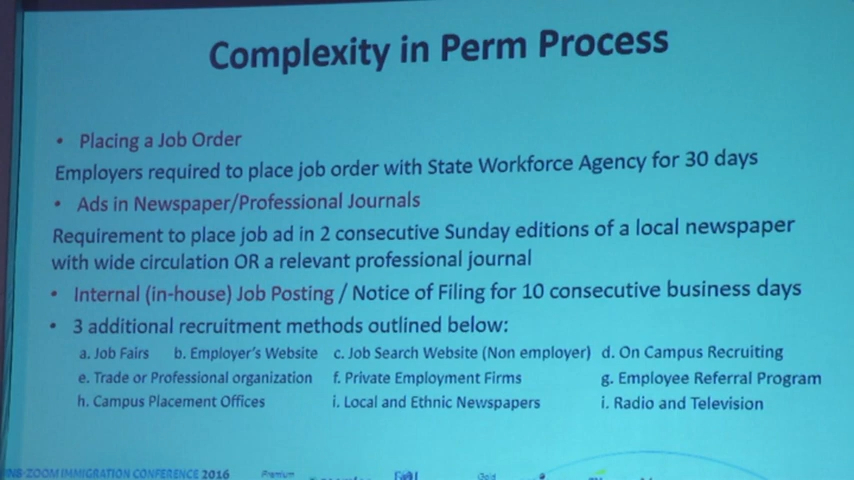 Complexity in Perm Process
• Placing a Job Order
Employers required to place job order with State Workforce Agency for 30 days
• Ads in Newspaper/Professional Journals
Requirement to place job ad in 2 consecutive Sunday editions of a local newspaper
with wide circulation OR a relevant professional journal
• Internal (in-house) Job Posting / Notice of Filing for 10 consecutive business days
• 3 additional recruitment methods outlined below:
a. Job Fairs b. Employer's Website c. Job Search Website (Non employer) d. On Campus Recruiting
e. Trade or Professional organization f. Private Employment Firms g. Employee Referral Program
h. Campus Placement Offices i. Local and Ethnic Newspapers i. Radio and Television
INS-ZOOM IMMIGRATION CONFERENCE 2016 Premium Gold